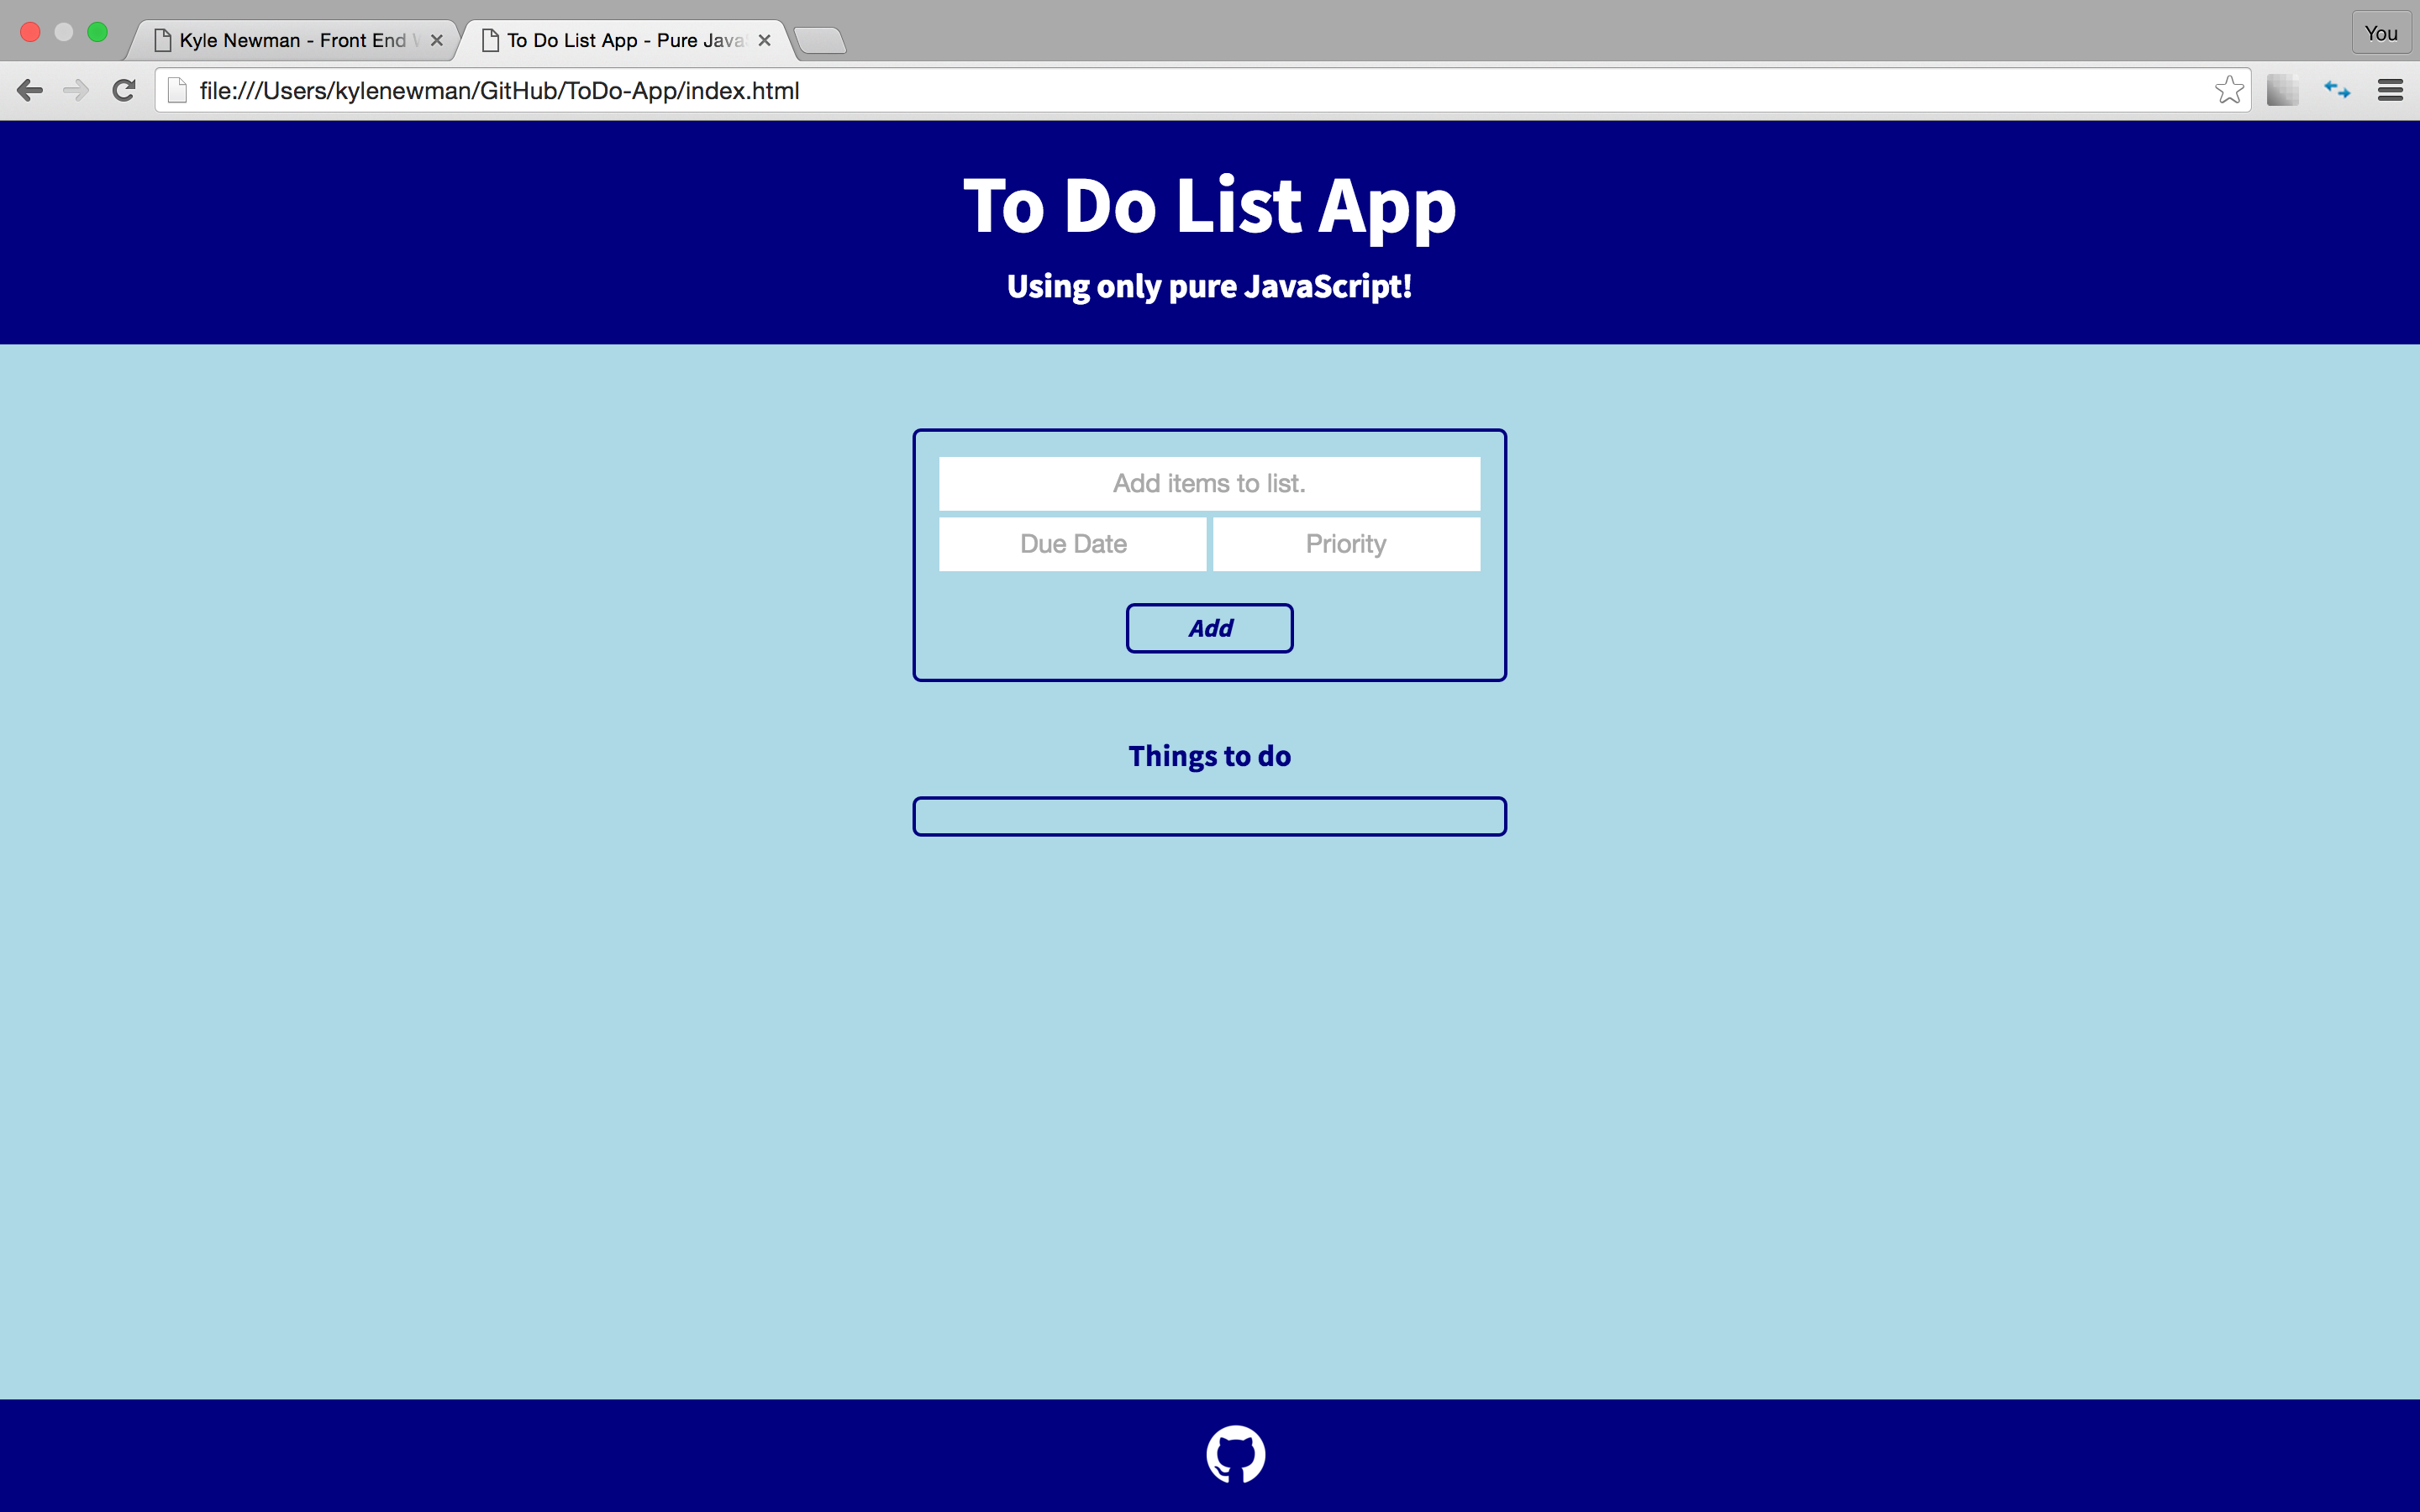 Kyle Newman - Front End
To Do List App - Pure Java
You
file:///Users/kylenewman/GitHub/ToDo-App/index.html
To Do List App
Using only pure JavaScript!
Add items to list.
Due Date
Priority
Add
Things to do